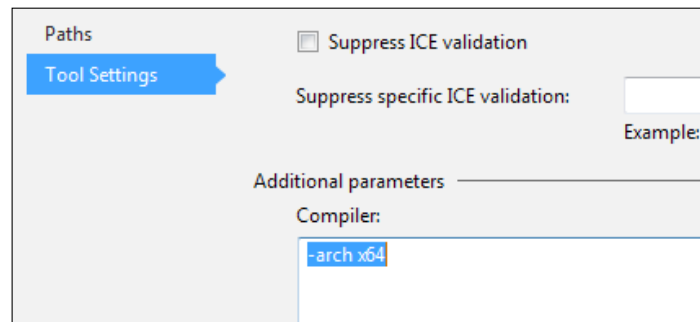 Paths
Suppress ICE validation
Tool Settings
Suppress specific ICE validation:
Example:
Additional parameters
Compiler:
-arch x64